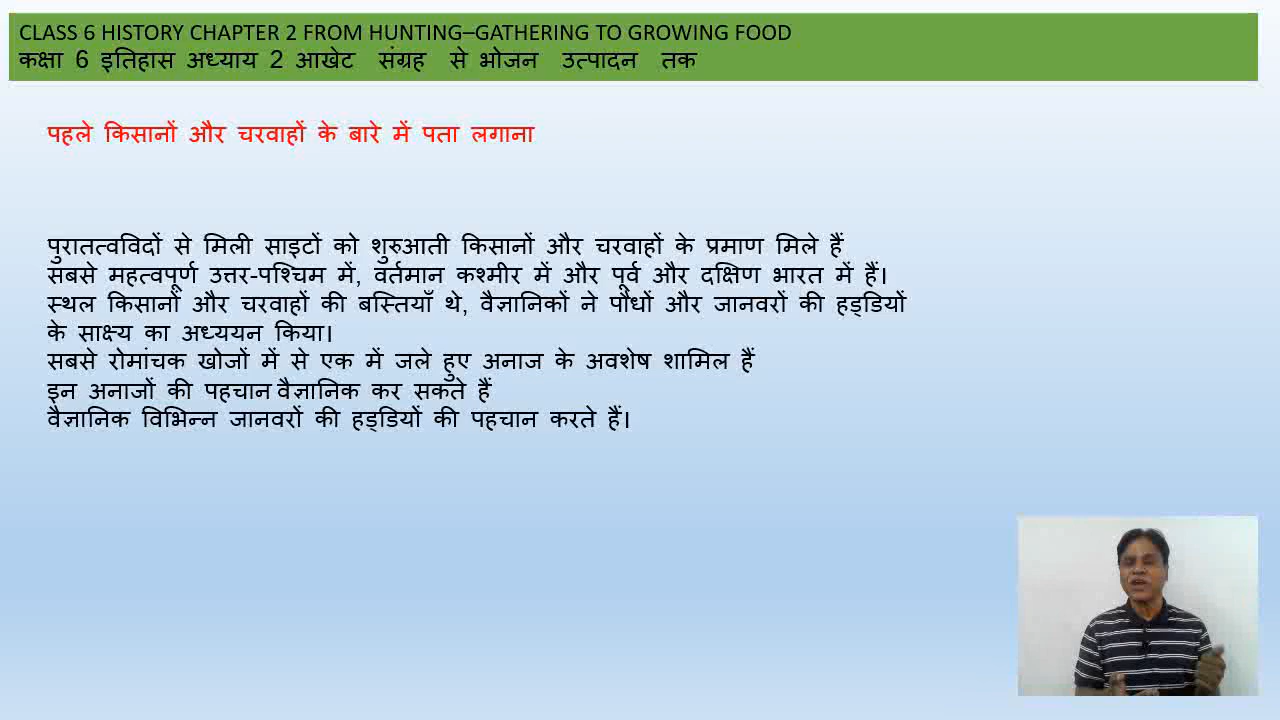 CLASS 6 HISTORY CHAPTER 2 FROM HUNTING–GATHERING TO GROWING FOOD
कक्षा 6 इतिहास अध्याय 2 आखेट संग्रह से भोजन उत्पादन तक
पहले किसानों और चरवाहों के बारे में पता लगाना
पुरातत्वविदों से मिली साइटों को शुरुआती किसानों और चरवाहों के प्रमाण मिले हैं
सबसे महत्वपूर्ण उत्तर-पश्चिम में, वर्तमान कश्मीर में और पूर्व और दक्षिण भारत में हैं।
स्थल किसानों और चरवाहों की बस्तियाँ थे, वैज्ञानिकों ने पौधों और जानवरों की हड्डियों
के साक्ष्य का अध्ययन किया।
सबसे रोमांचक खोजों में से एक में जले हुए अनाज के अवशेष शामिल हैं
इन अनाजों की पहचान वैज्ञानिक कर सकते हैं
वैज्ञानिक विभिन्न जानवरों की हड्डियों की पहचान करते हैं।